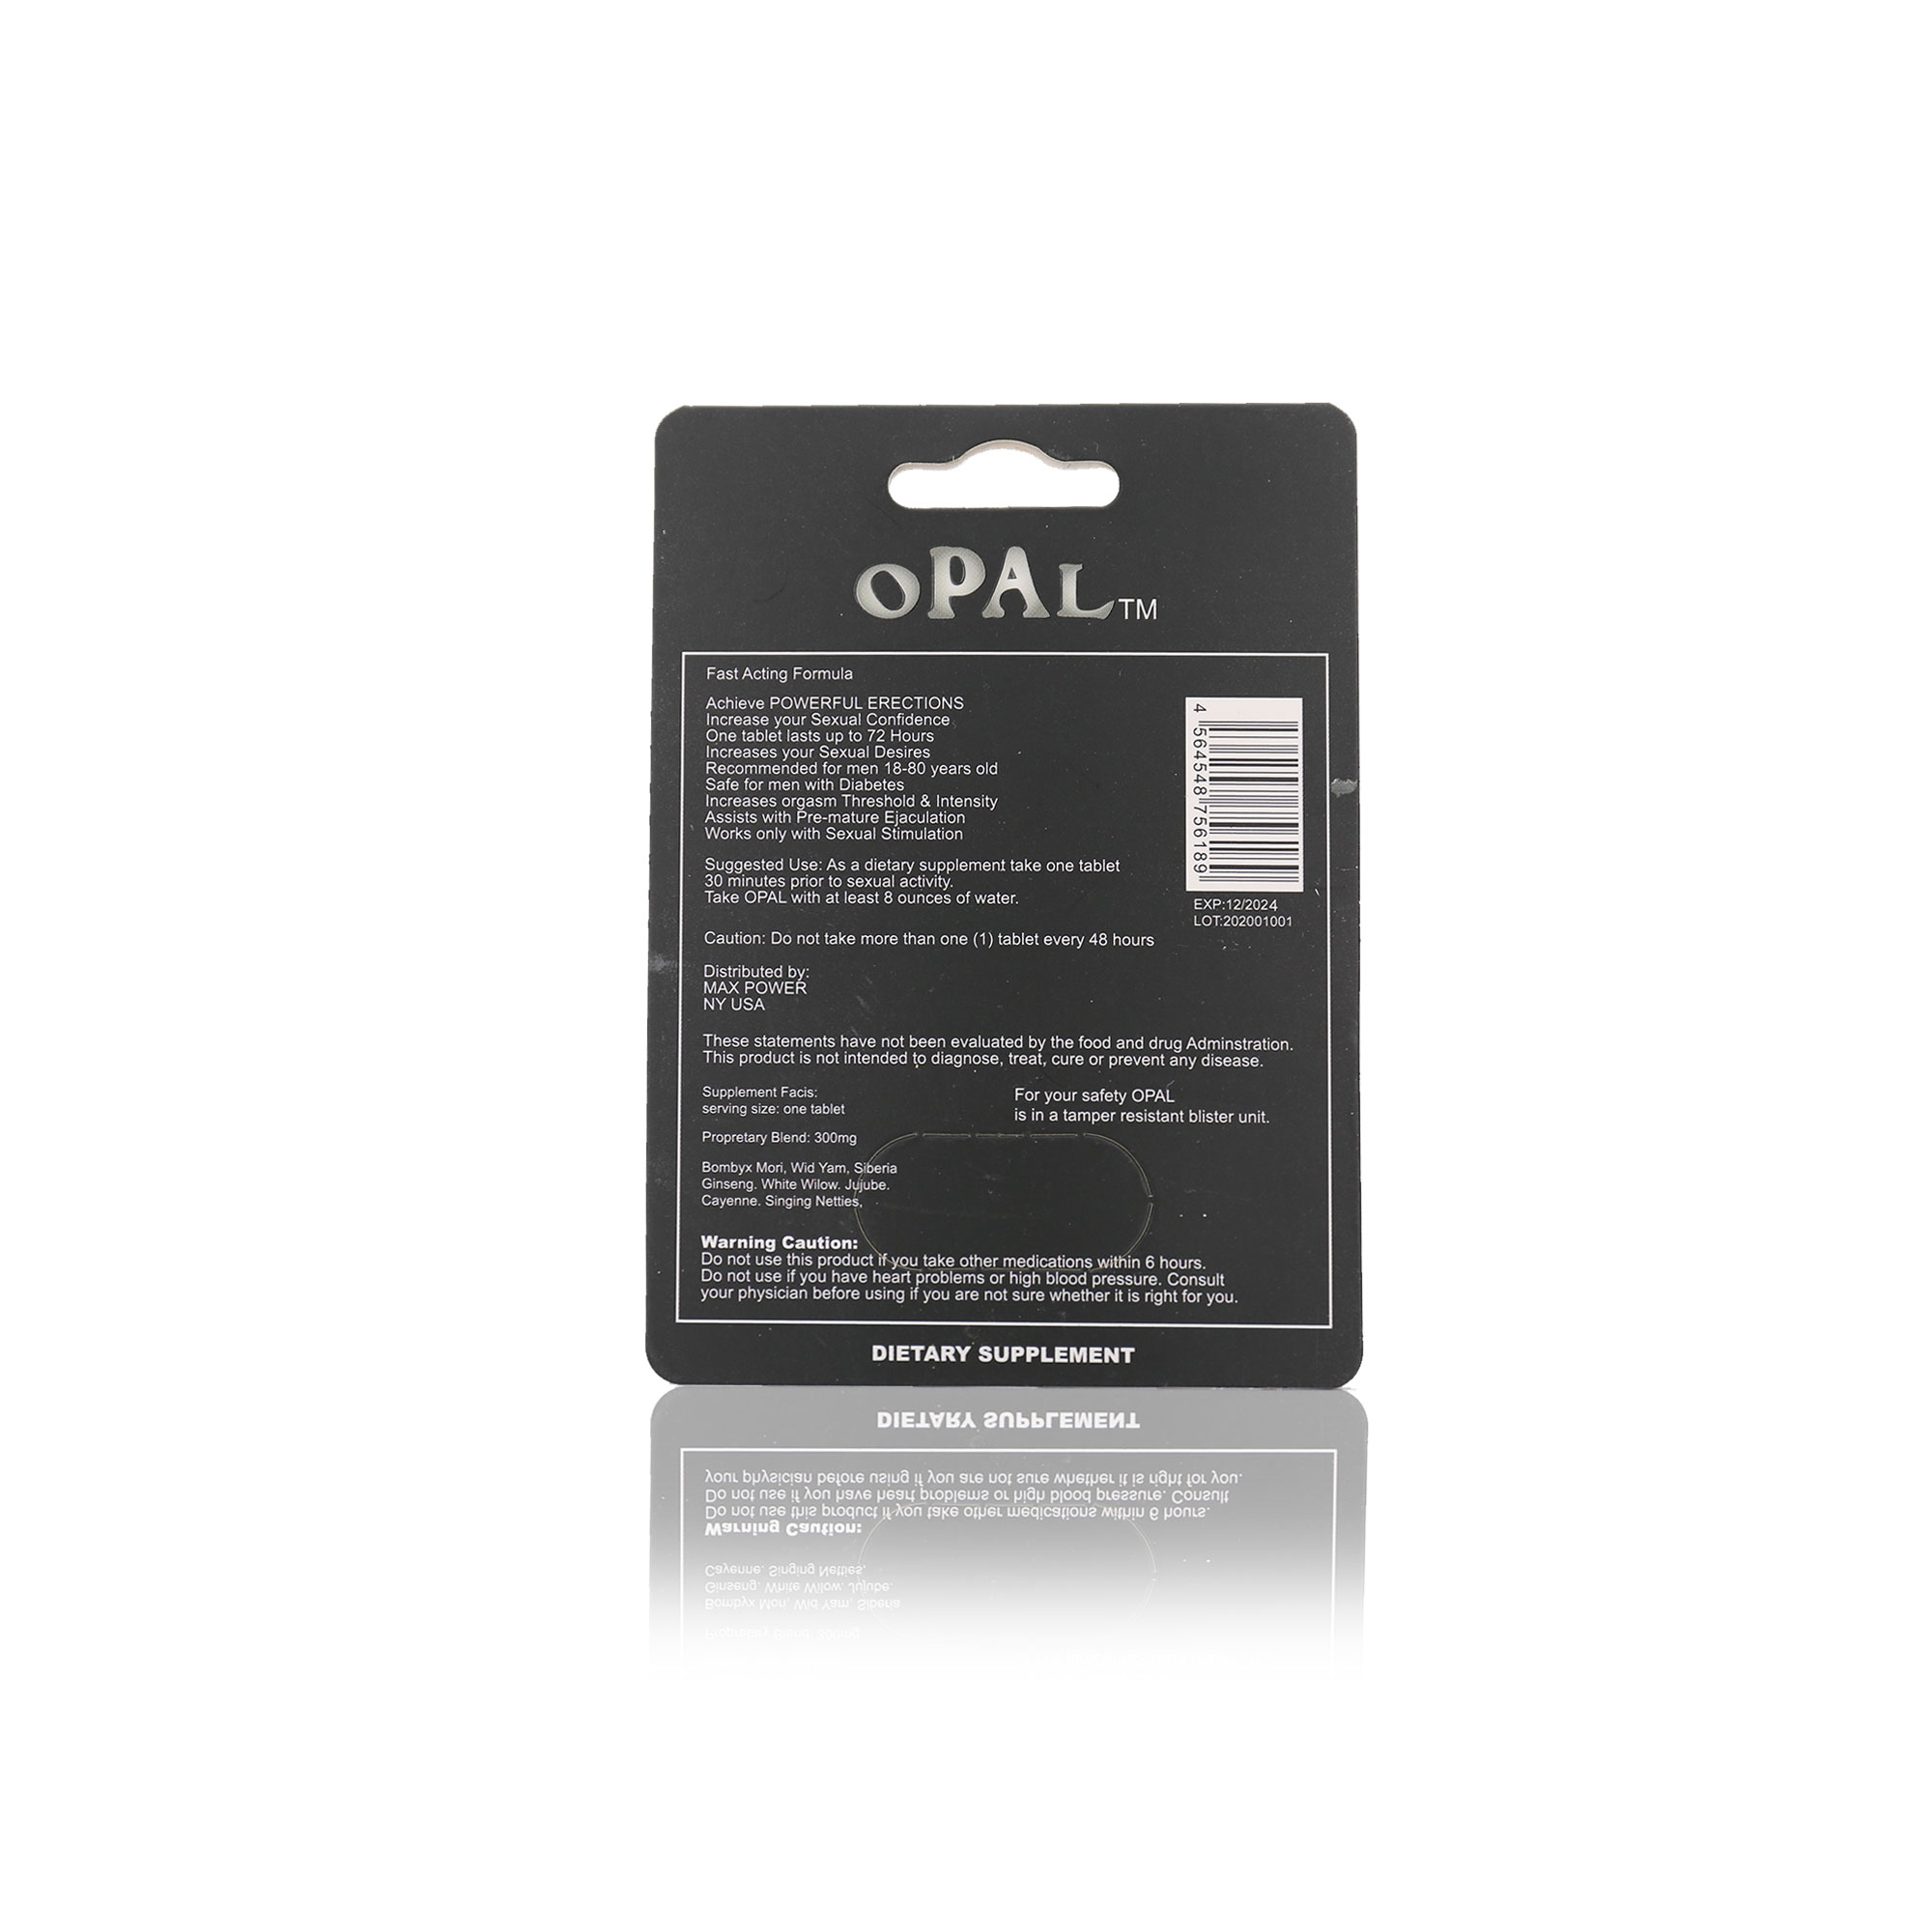 OPAL TM
Fast Acting Formula
Achieve POWERFUL ERECTIONS
Increase your Sexual Confidence
One tablet lasts up to 72 Hours
Increases your Sexual Desires
Recommended for men 18-80 years old
Safe for men with Diabetes
Increases orgasm Threshold & Intensity
Assists with Pre-mature Ejaculation
Works only with Sexual Stimulation
Suggested Use: As a dietary supplement take one tablet
30 minutes prior to sexual activity.
Take OPAL with at least 8 ounces of water.
4 564548 756189
EXP:12/2024
LOT:202001001
Caution: Do not take more than one (1) tablet every 48 hours
Distributed by:
MAX POWER
NY USA
These statements have not been evaluated by the food and drug Adminstration.
This product is not intended to diagnose, treat, cure or prevent any disease.
Supplement Facis:
serving size: one tablet
Propretary Blend: 300mg
Bombyx Mori, Wid Yam, Siberia
Ginseng. White Wilow. Jujube.
Cayenne. Singing Netties,
For your safety OPAL
is in a tamper resistant blister unit.
Warning Caution:
Do not use this product if you take other medications within 6 hours.
Do not use if you have heart problems or high blood pressure. Consult
your physician before using if you are not sure whether it is right for you.
DIETARY SUPPLEMENT